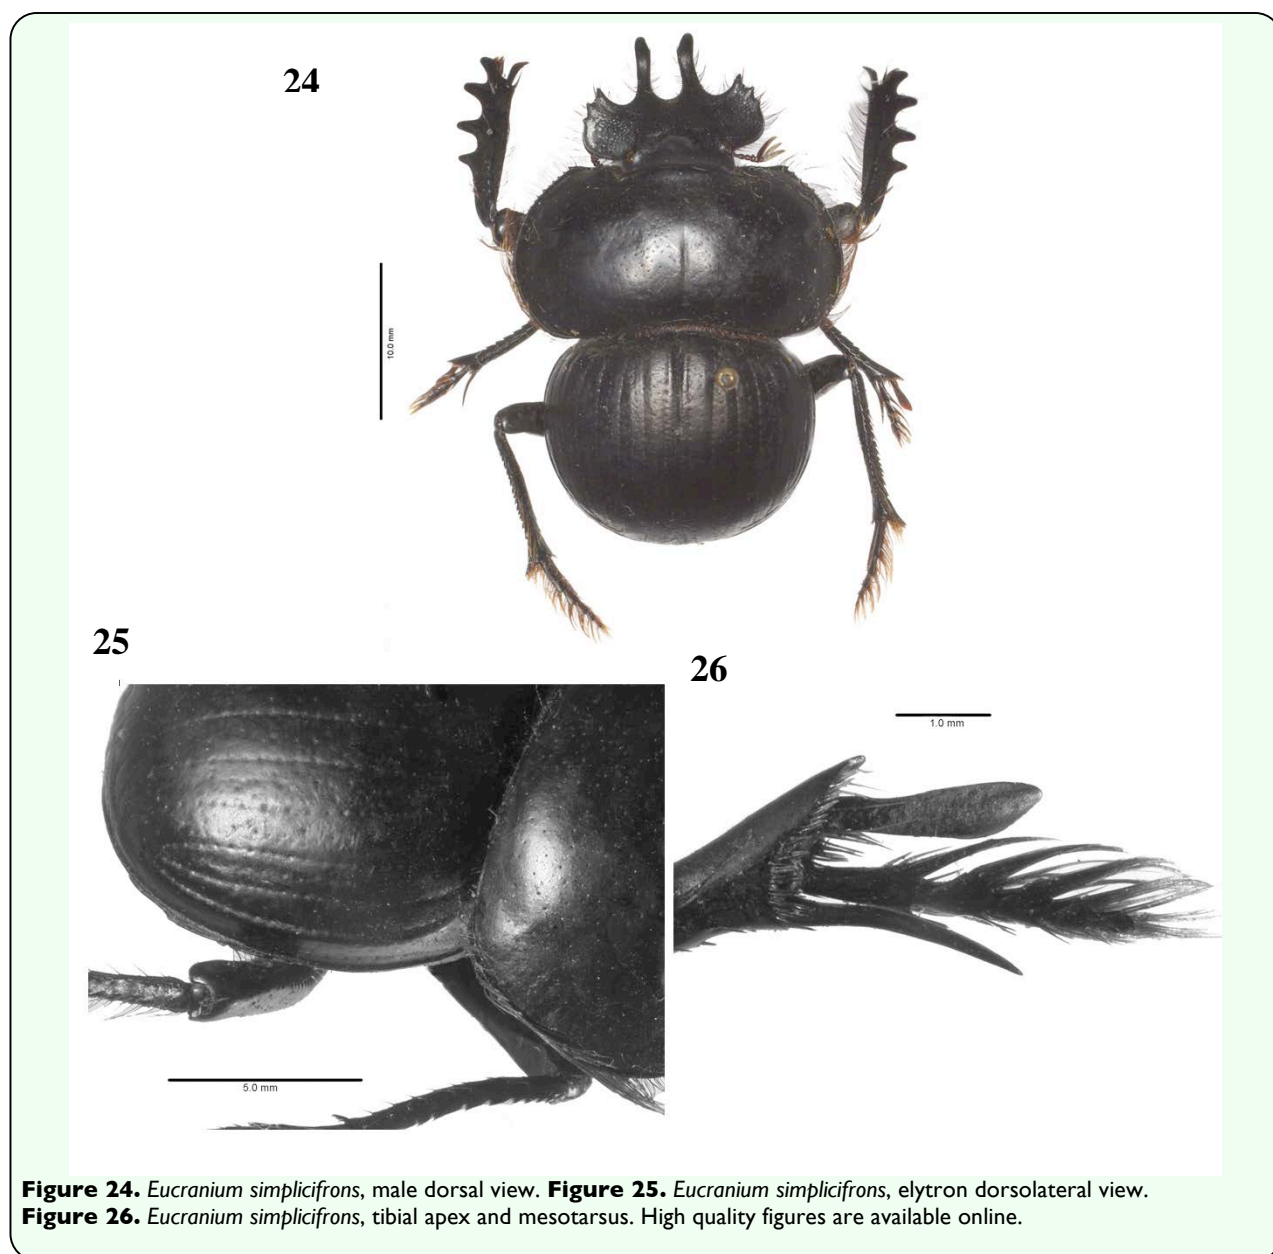 24
10.0 mm
25
26
1.0 mm
5.0 mm
Figure 24. Eucranium simplicifrons, male dorsal view. Figure 25. Eucranium simplicifrons, elytron dorsolateral view.
Figure 26. Eucranium simplicifrons, tibial apex and mesotarsus. High quality figures are available online.